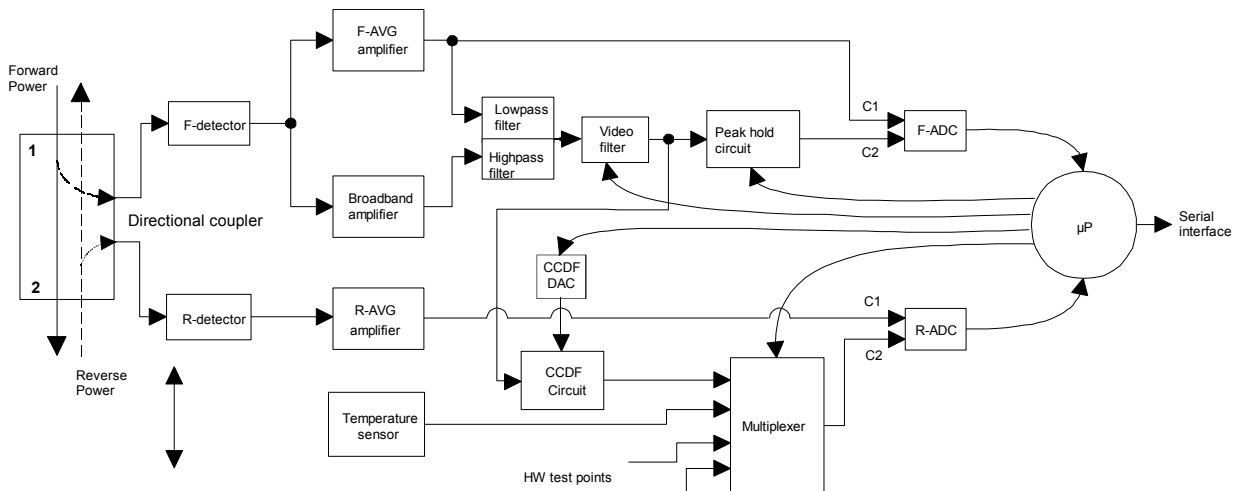 F-AVG
amplifier
Forward
Power
F-detector
Lowpass
filter
Highpass
filter
Video
filter
Peak hold
circuit
C1
C2
F-ADC
1
Directional coupler
Broadband
amplifier
µP
Serial
interface
2
CCDF
DAC
R-detector
R-AVG
amplifier
C1
C2
R-ADC
Reverse
Power
CCDF
Circuit
Temperature
sensor
Multiplexer
HW test points